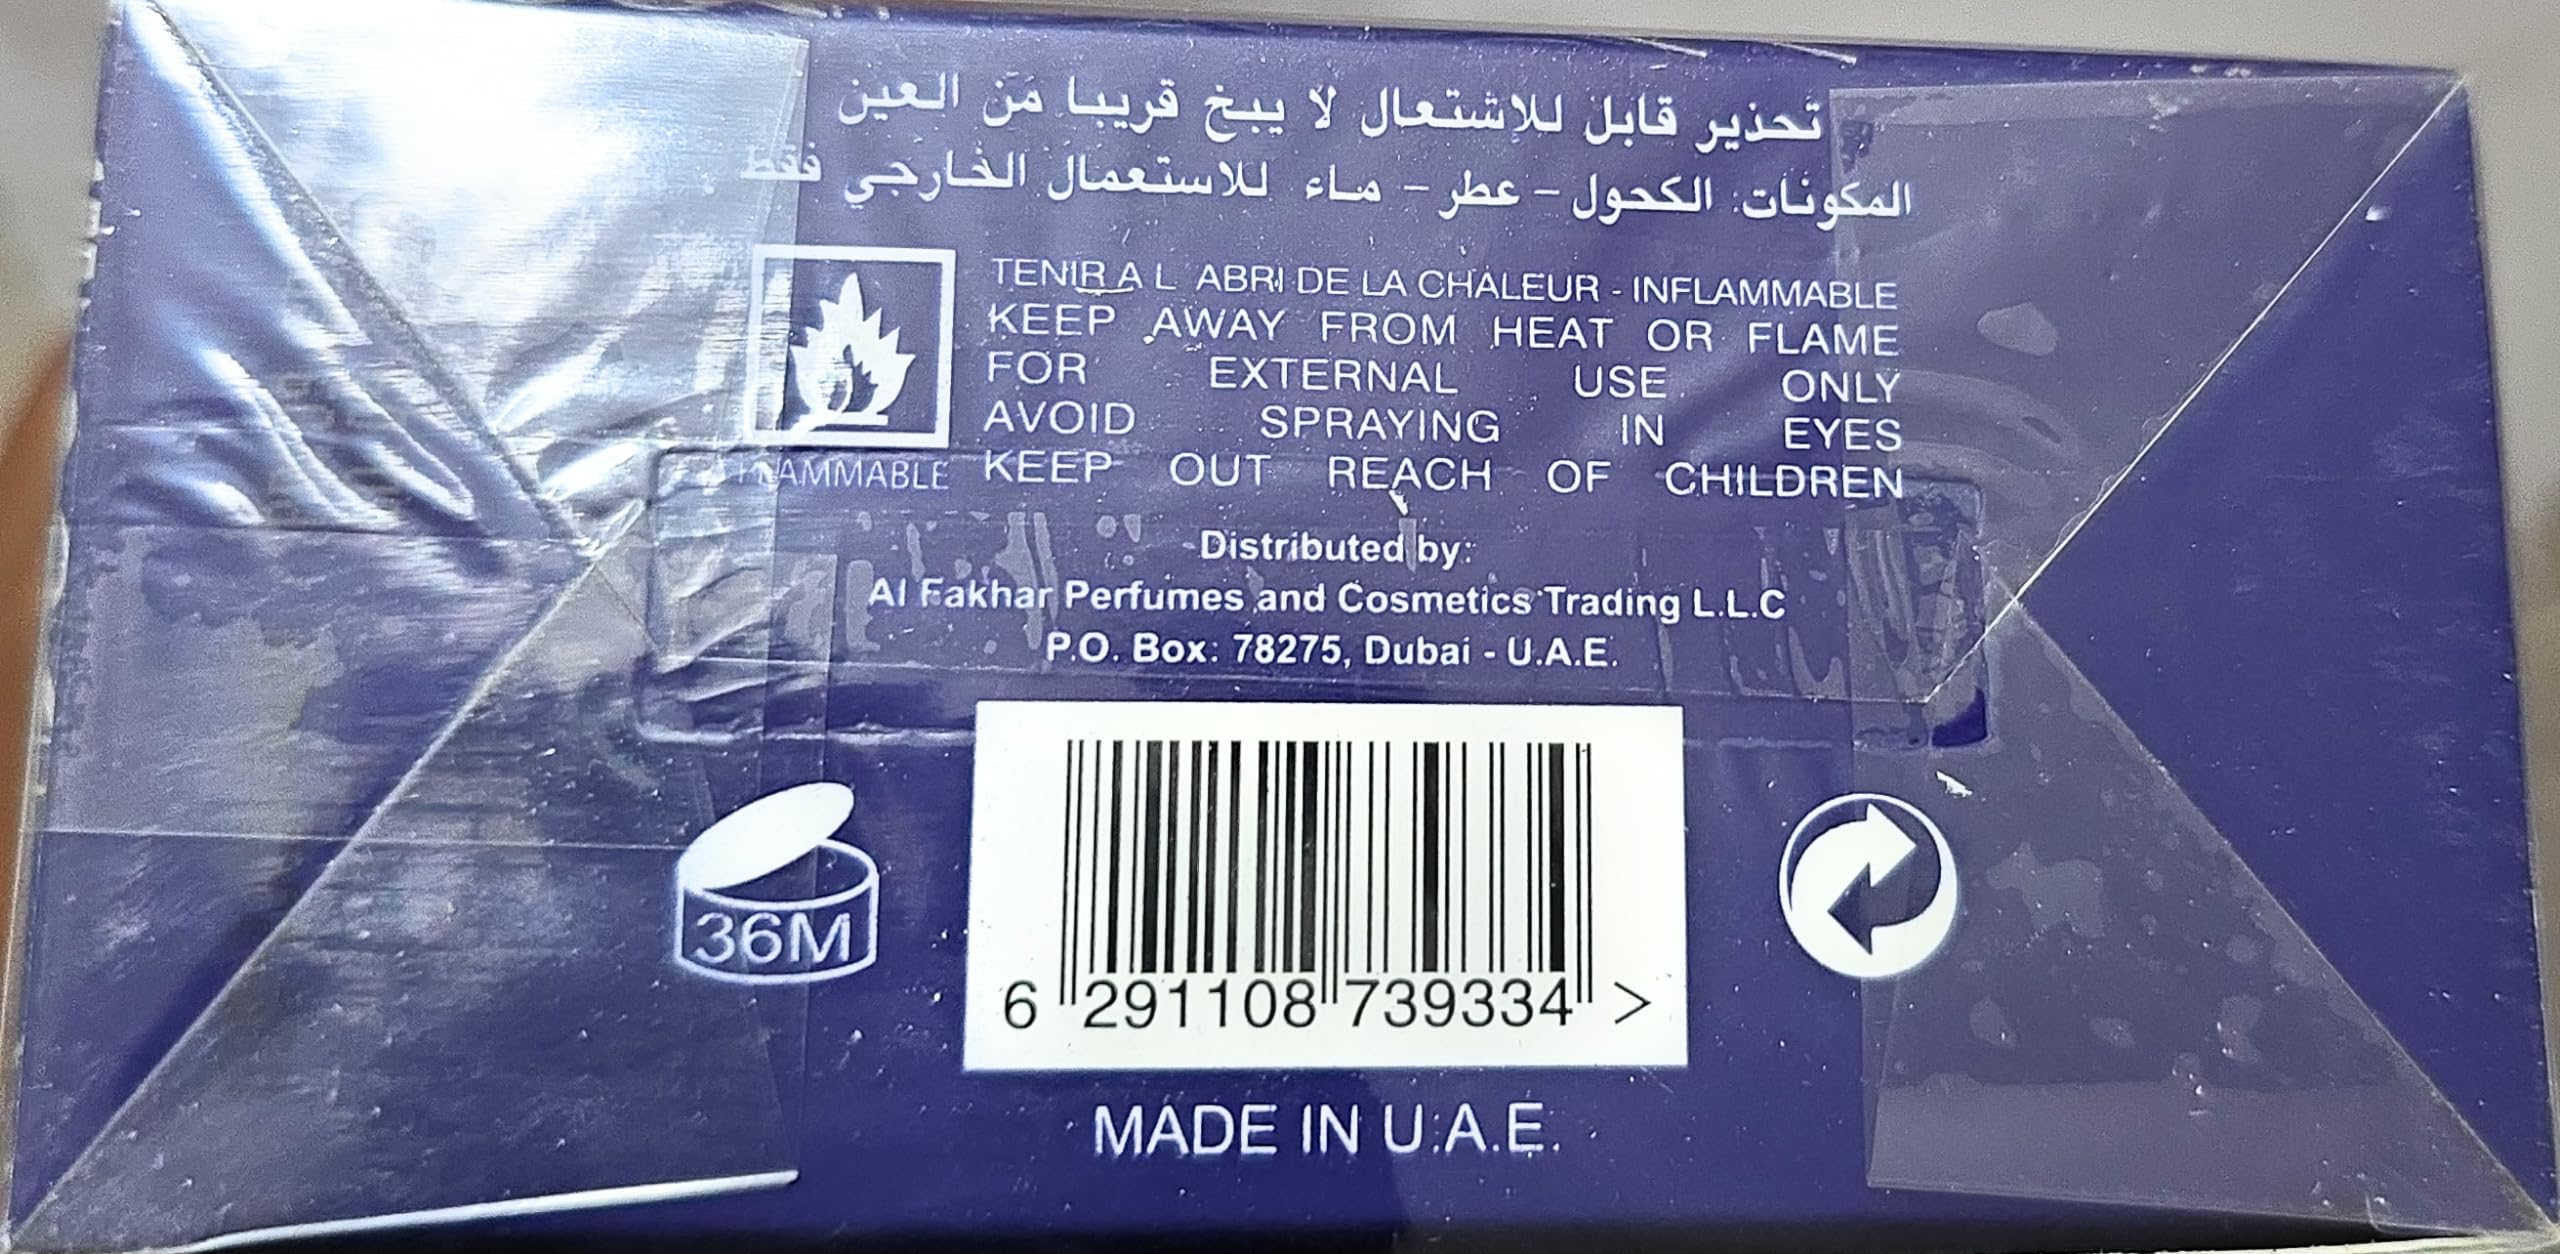 تحذير قابل للاشتعال لا يبخ قريبا من العين
المكونات: الكحول - عطر - ماء للاستعمال الخارجي فقط
TENIR A L ABRI DE LA CHALEUR - INFLAMMABLE
KEEP AWAY FROM HEAT OR FLAME
FOR EXTERNAL USE ONLY
AVOID SPRAYING IN EYES
KEEP OUT REACH OF CHILDREN
Distributed by:
Al Fakhar Perfumes and Cosmetics Trading L.L.C
P.O. Box: 78275, Dubai - U.A.E.
36M
6 291108 739334 >
MADE IN U.A.E.